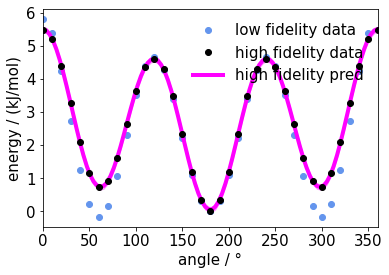 low fidelity data
high fidelity data
high fidelity pred
energy / (kJ/mol)
6
5
4
3
2
1
0
0 50 100 150 200 250 300 350
angle / °